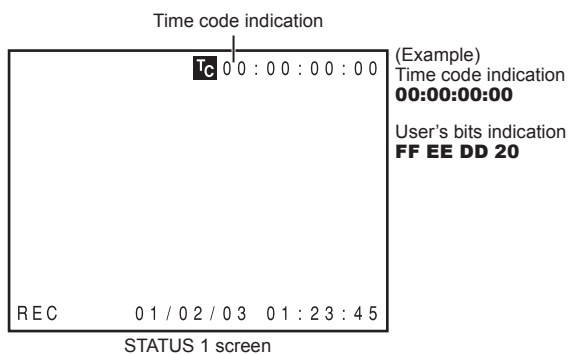 Time code indication
TC 00:00:00:00
(Example)
Time code indication
00:00:00:00
User's bits indication
FF EE DD 20
REC 01/02/03 01:23:45
STATUS 1 screen